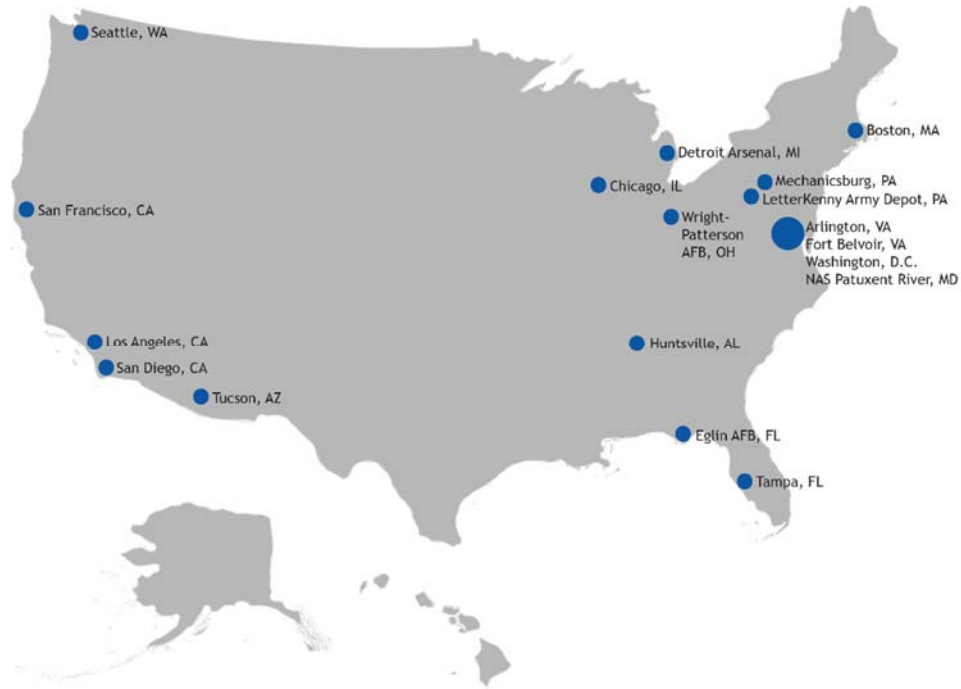 Seattle, WA
Boston, MA
Detroit Arsenal, MI
Chicago, IL
Mechanicsburg, PA
LetterKenny Army Depot, PA
San Francisco, CA
Wright-
Patterson
AFB, OH
Arlington, VA
Fort Belvoir, VA
Washington, D.C.
NAS Patuxent River, MD
Los Angeles, CA
Huntsville, AL
San Diego, CA
Tucson, AZ
Eglin AFB, FL
Tampa, FL